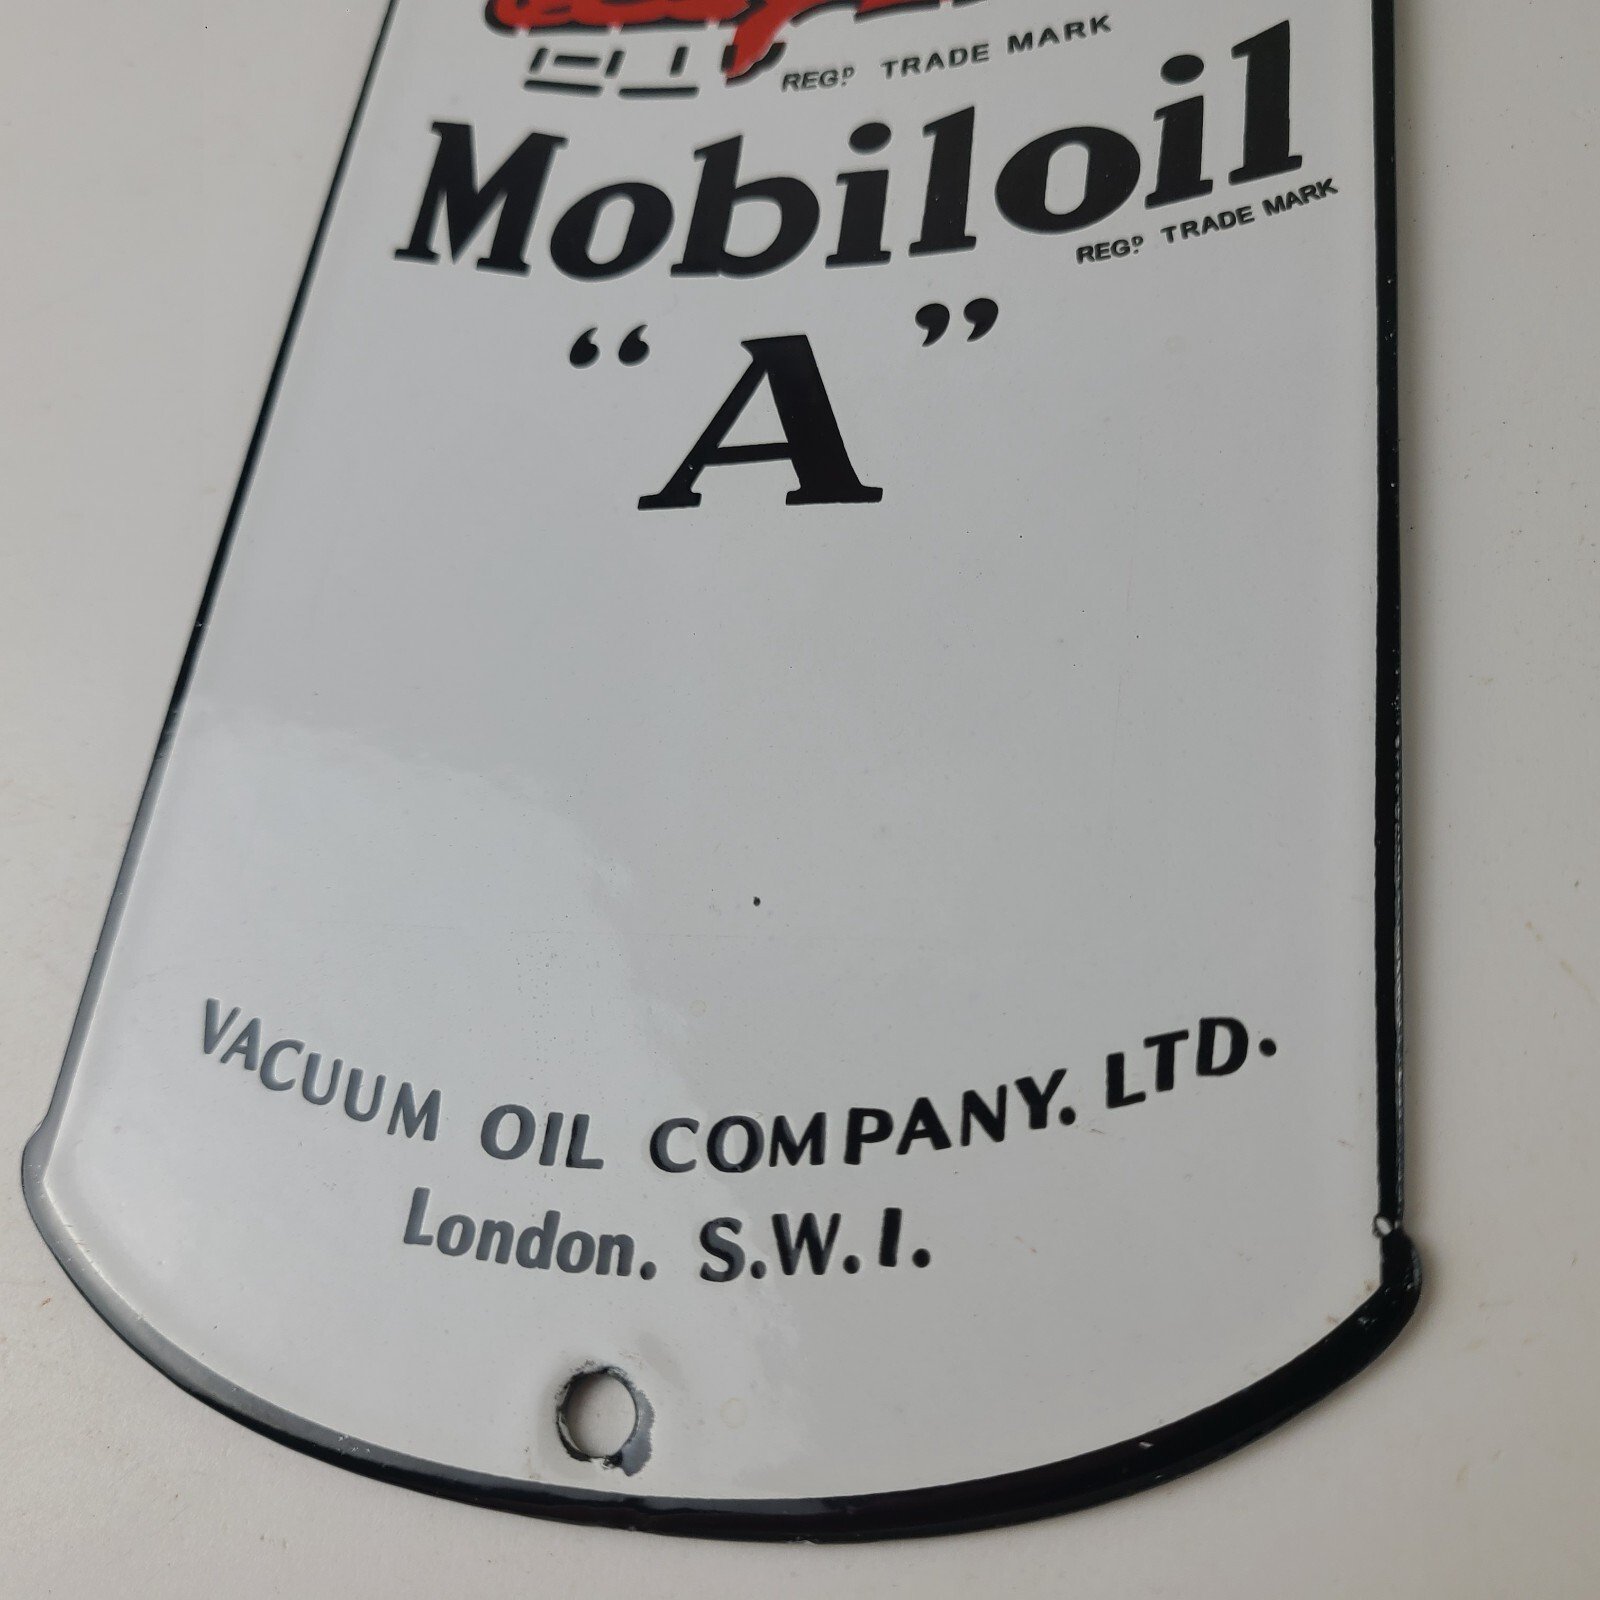 REGD. TRADE MARK
Mobiloil
REGD. TRADE MARK
“A”
VACUUM OIL COMPANY. LTD.
London. S.W.I.